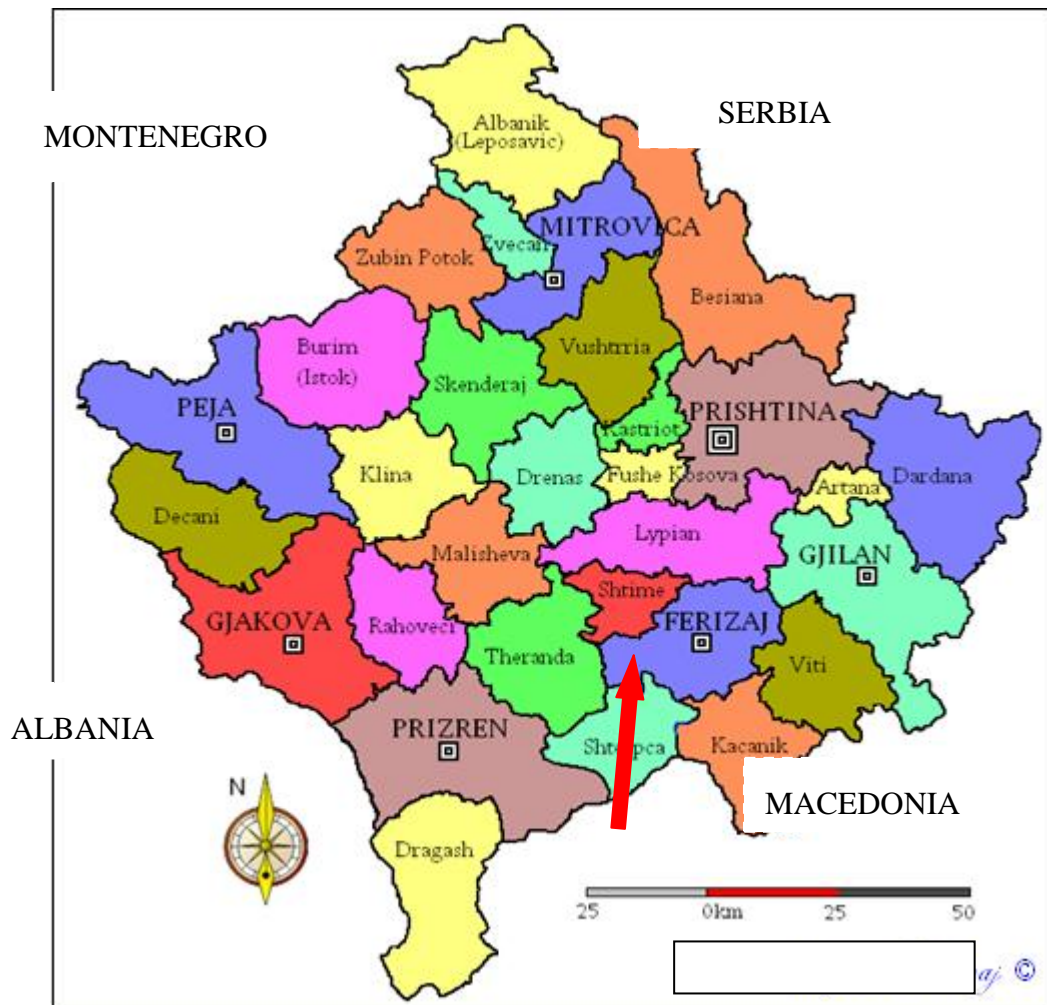 SERBIA
MONTENEGRO
Albanik
(Leposavic)
MITROVICA
Zvecan
Zubin Potok
Besiana
Burim
(Istok)
Vushtrria
Skenderaj
PEJA
PRISHTINA
Kastriot
Klina
Drenas
Fushe Kosova
Artana
Dardana
Decani
Lypian
Malisheva
GJILAN
Shtime
GJAKOVA
Rahoveci
FERIZAJ
Theranda
Viti
ALBANIA
PRIZREN
Kacanik
N
MACEDONIA
Dragash
25 0km 25 50
aj ©